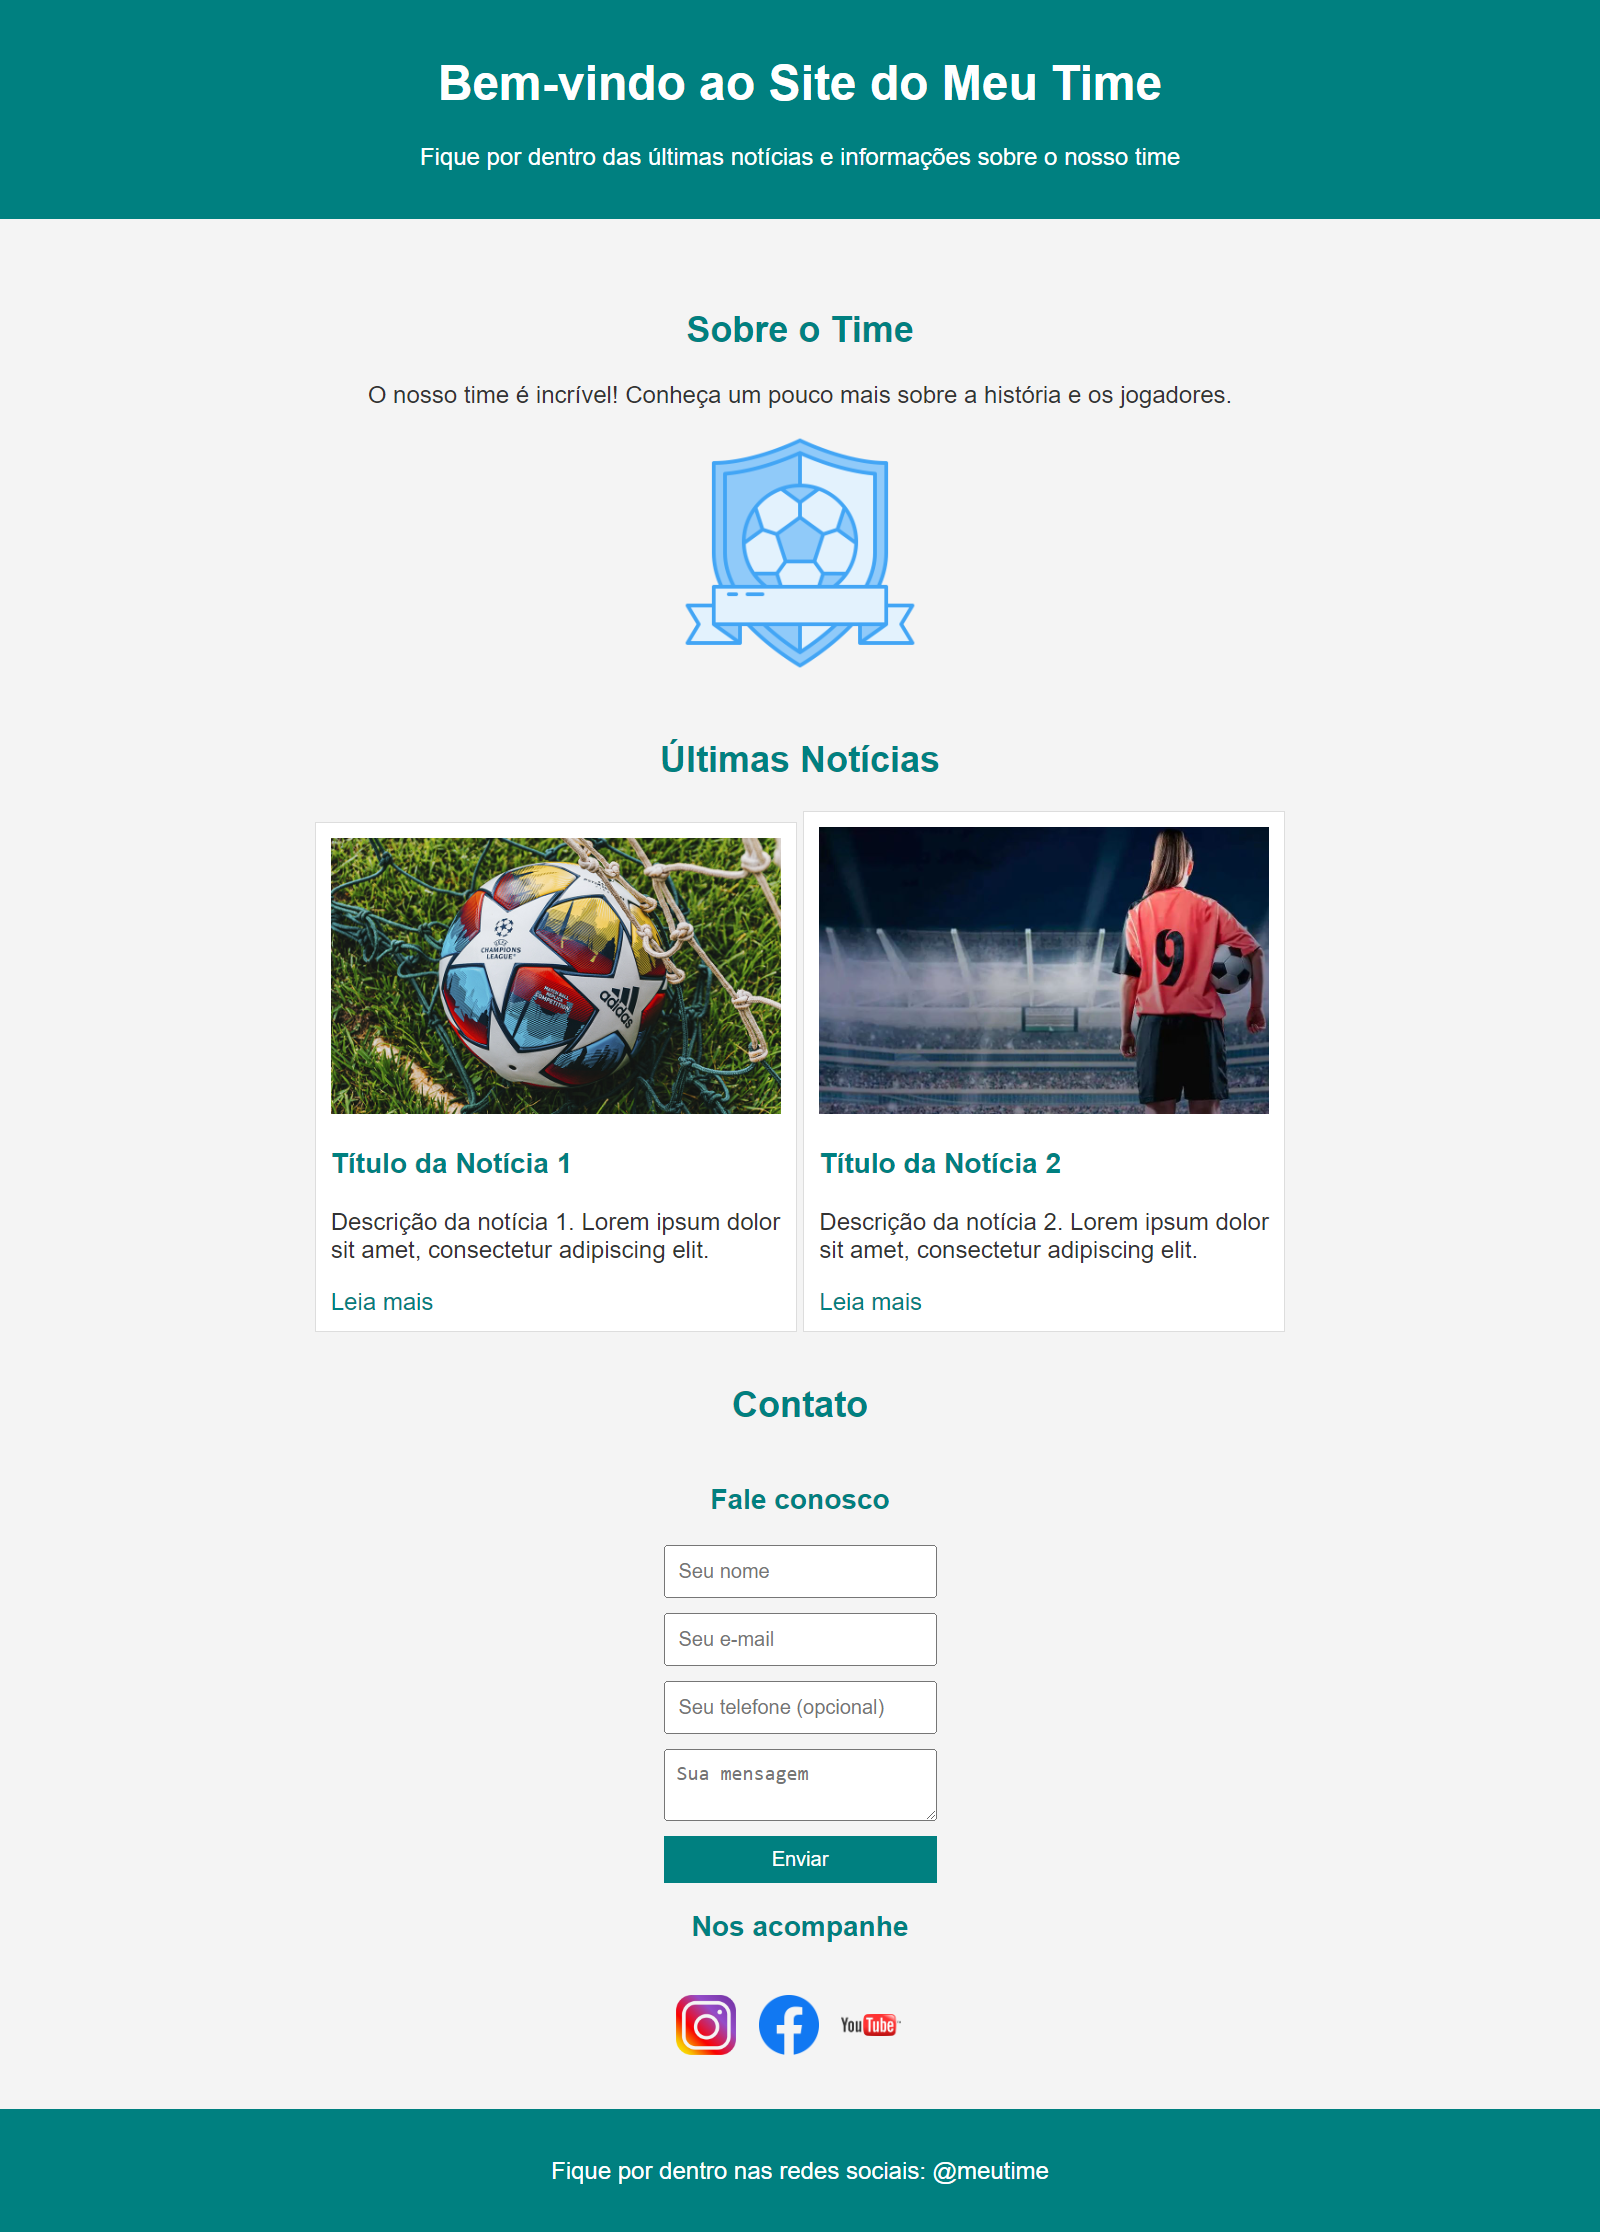 Bem-vindo ao Site do Meu Time
Fique por dentro das últimas notícias e informações sobre o nosso time
Sobre o Time
O nosso time é incrível! Conheça um pouco mais sobre a história e os jogadores.
Últimas Notícias
UEFA
CHAMPIONS
LEAGUE
MATCH BALL
REPLICA
COMPETITION
adidas
9
Título da Notícia 1
Descrição da notícia 1. Lorem ipsum dolor
sit amet, consectetur adipiscing elit.
Leia mais
Título da Notícia 2
Descrição da notícia 2. Lorem ipsum dolor
sit amet, consectetur adipiscing elit.
Leia mais
Contato
Fale conosco
Seu nome
Seu e-mail
Seu telefone (opcional)
Sua mensagem
Enviar
Nos acompanhe
YouTube
Fique por dentro nas redes sociais: @meutime